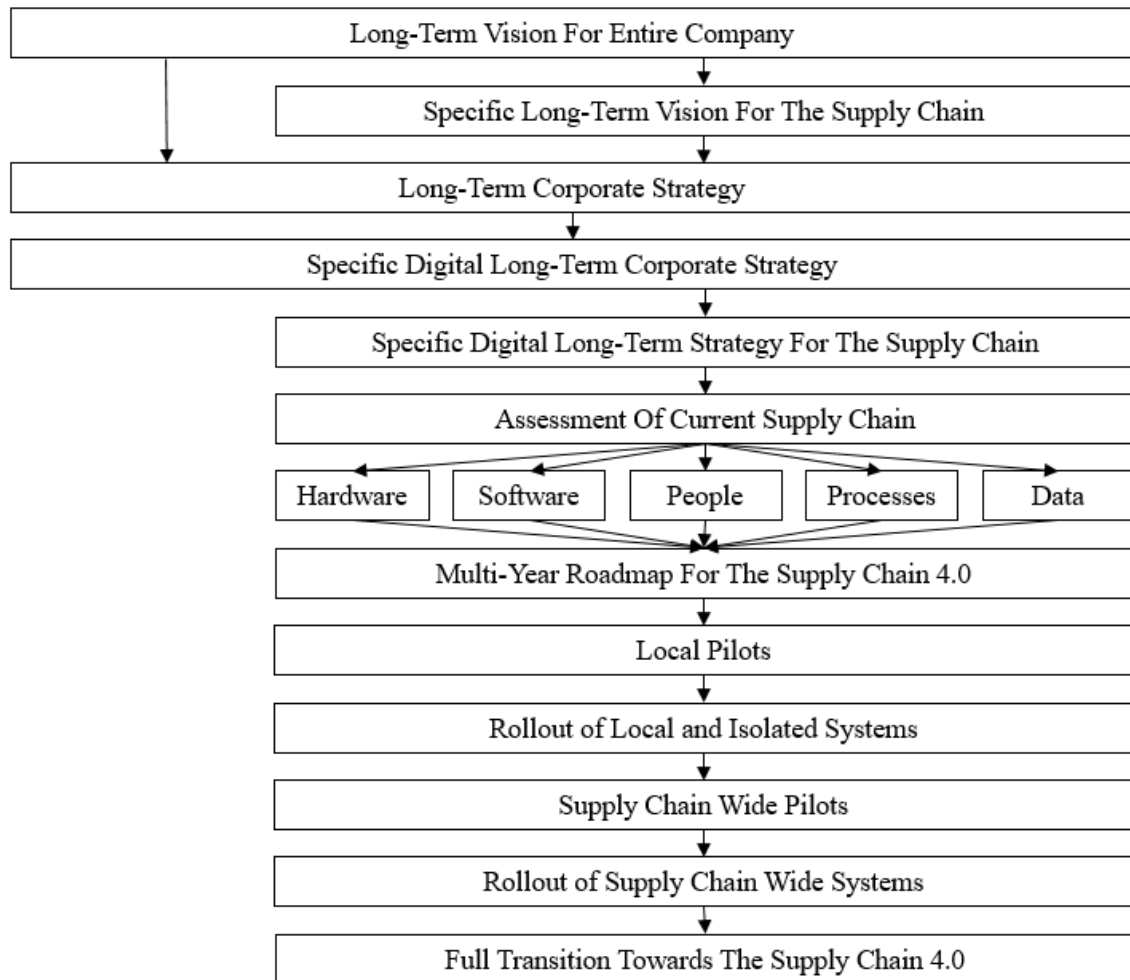 Long-Term Vision For Entire Company
Specific Long-Term Vision For The Supply Chain
Long-Term Corporate Strategy
Specific Digital Long-Term Corporate Strategy
Specific Digital Long-Term Strategy For The Supply Chain
Assessment Of Current Supply Chain
Hardware
Software
People
Processes
Data
Multi-Year Roadmap For The Supply Chain 4.0
Local Pilots
Rollout of Local and Isolated Systems
Supply Chain Wide Pilots
Rollout of Supply Chain Wide Systems
Full Transition Towards The Supply Chain 4.0